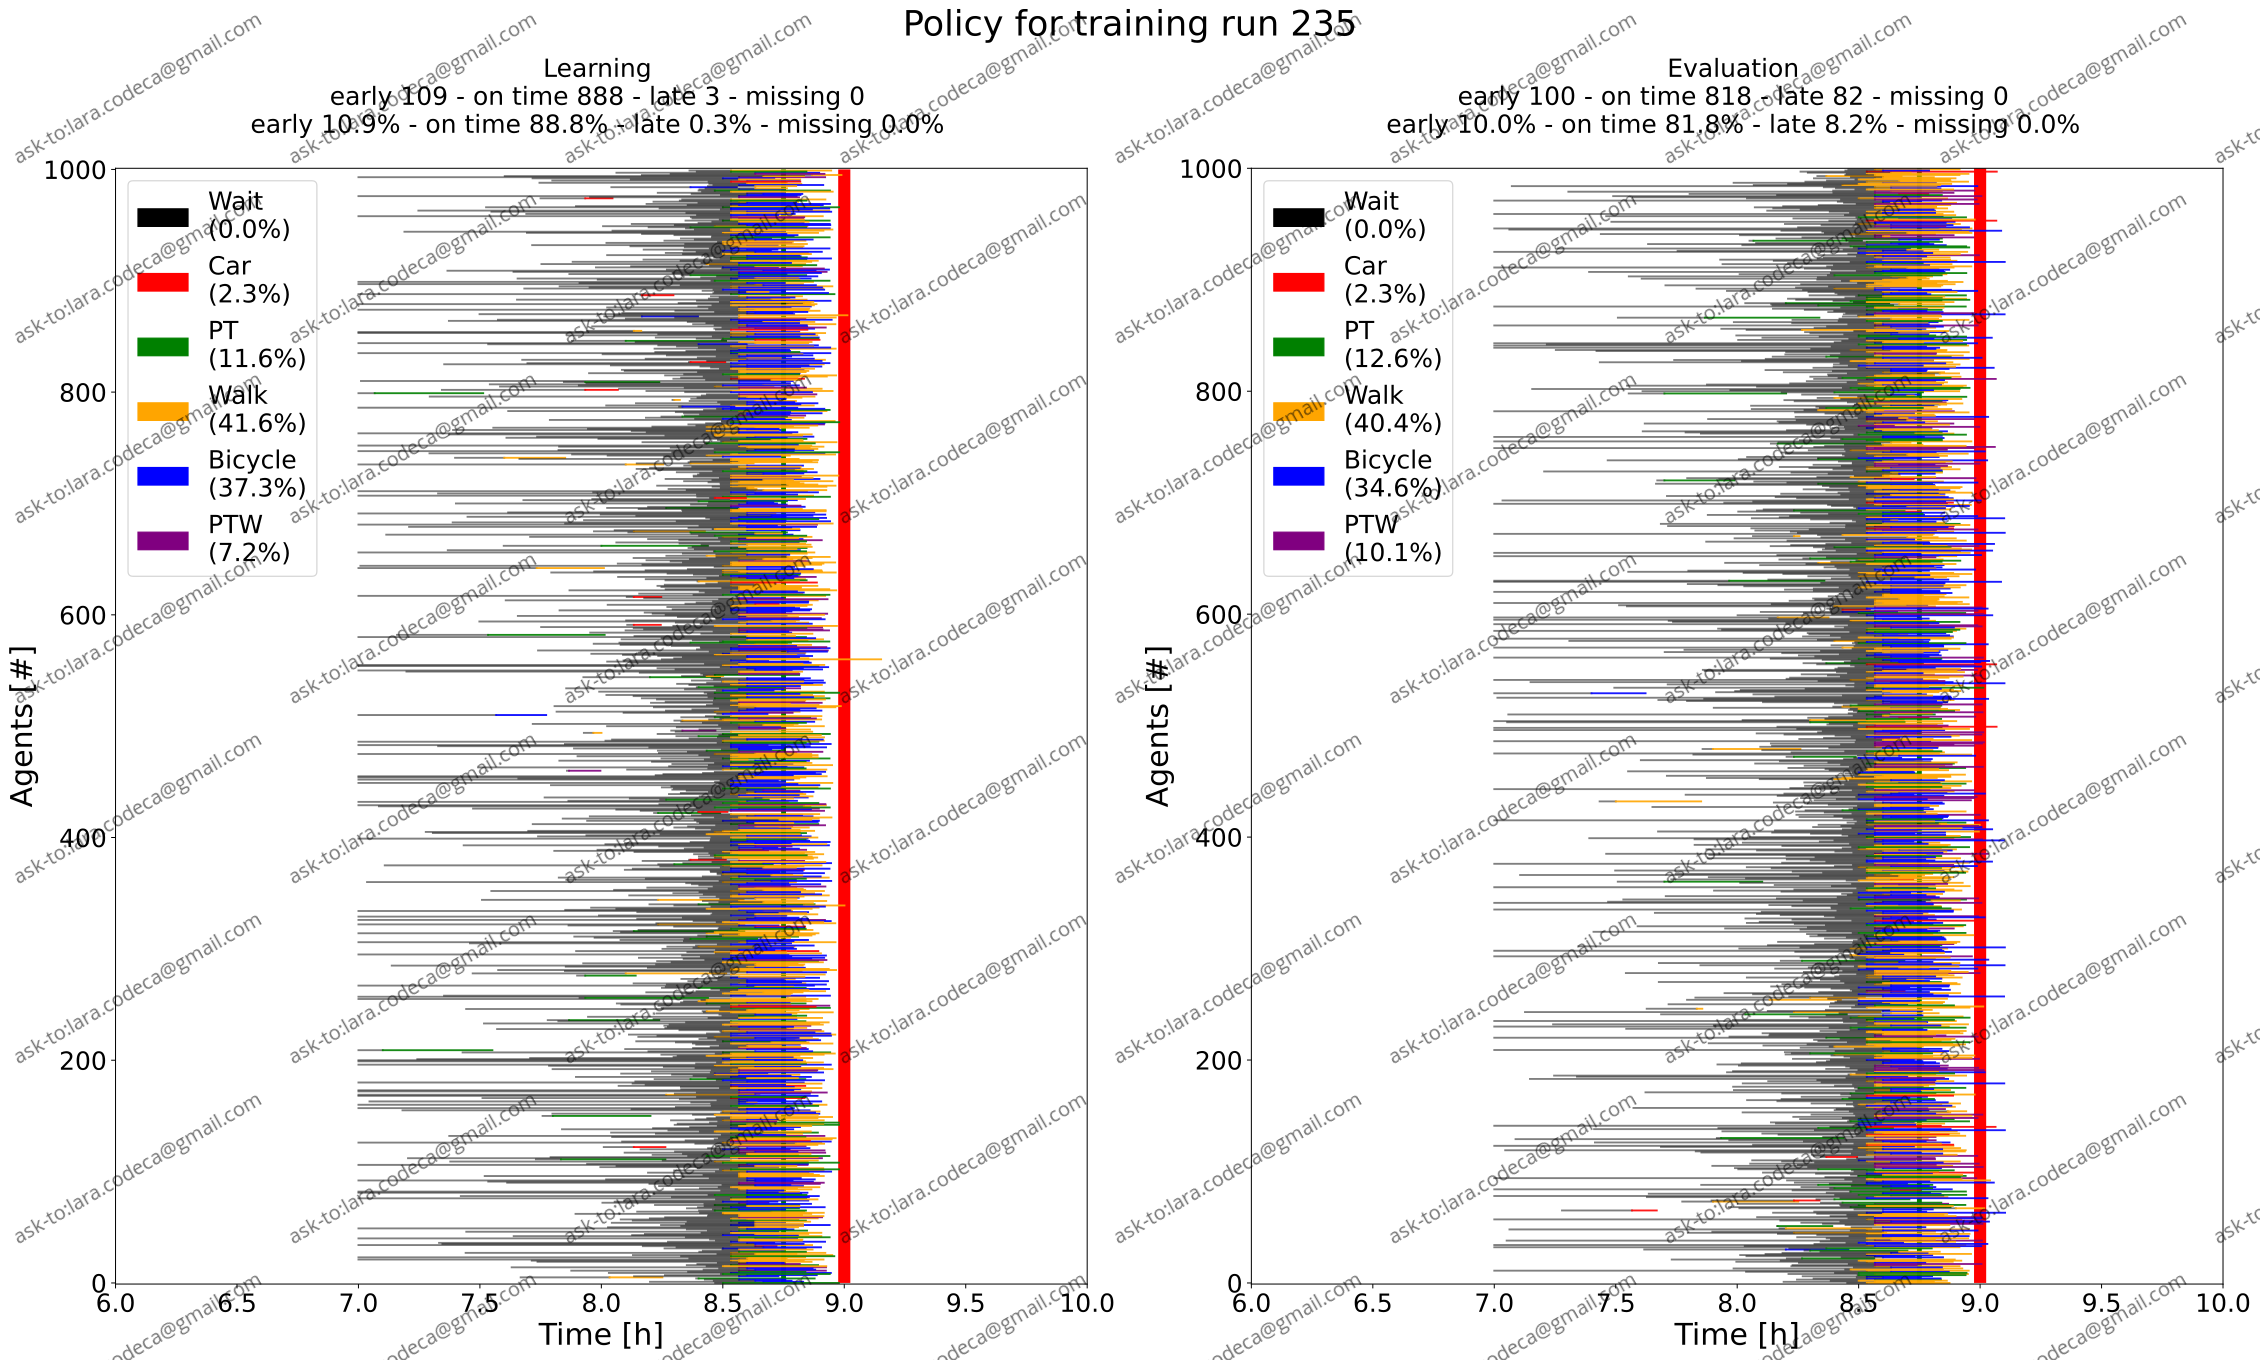 Policy for training run 235
Learning
early 109 - on time 888 - late 3 - missing 0
early 10.9% - on time 88.8% - late 0.3% - missing 0.0%
Wait
(0.0%)
Car
(2.3%)
PT
(11.6%)
Walk
(41.6%)
Bicycle
(37.3%)
PTW
(7.2%)
Agents [#]
1000
800
600
400
200
0
6.0 6.5 7.0 7.5 8.0 8.5 9.0 9.5 10.0
Time [h]
Evaluation
early 100 - on time 818 - late 82 - missing 0
early 10.0% - on time 81.8% - late 8.2% - missing 0.0%
Wait
(0.0%)
Car
(2.3%)
PT
(12.6%)
Walk
(40.4%)
Bicycle
(34.6%)
PTW
(10.1%)
Agents [#]
1000
800
600
400
200
0
6.0 6.5 7.0 7.5 8.0 8.5 9.0 9.5 10.0
Time [h]
ask-to:lara.codeca@gmail.com